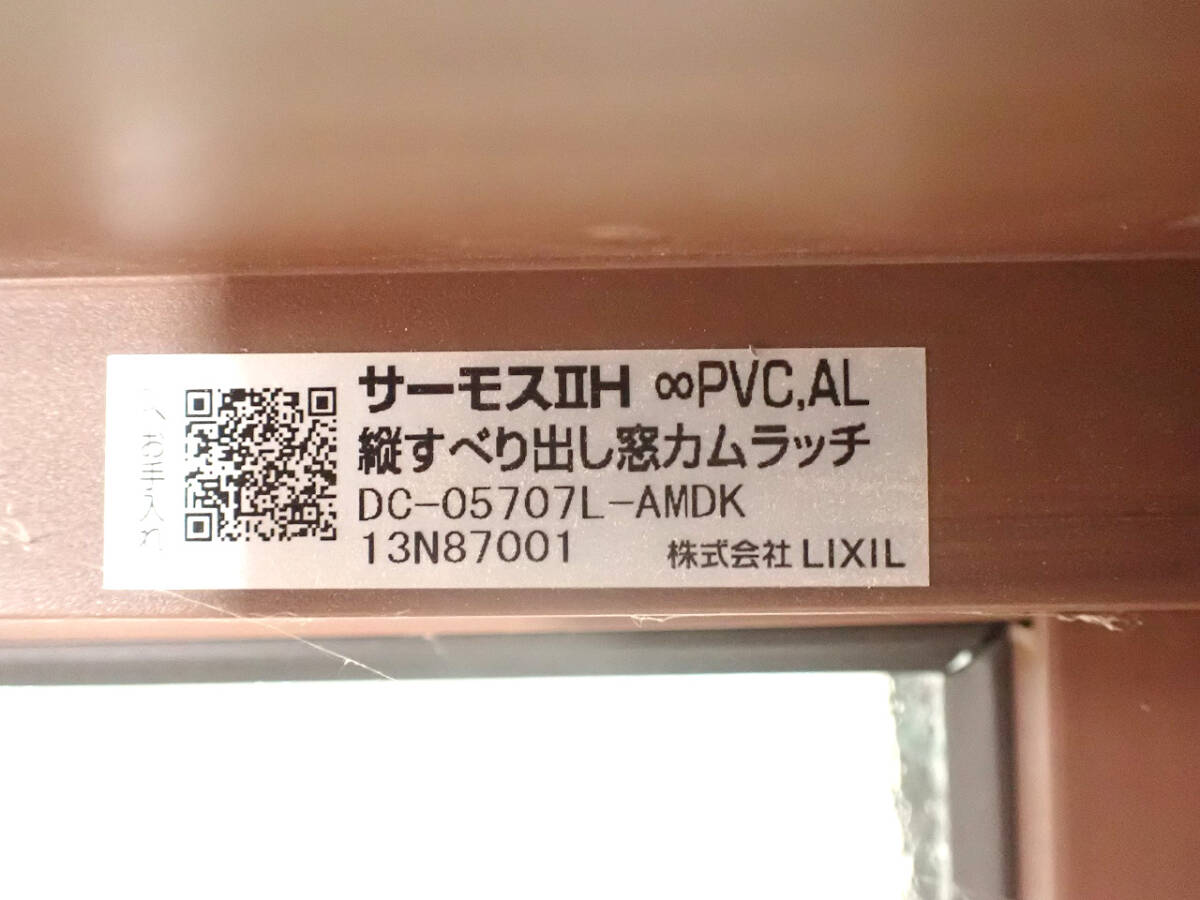 サーモスⅡH ∞PVC,AL
縦すべり出し窓カムラッチ
DC-05707L-AMDK
13N87001 株式会社 LIXIL
お手入れ